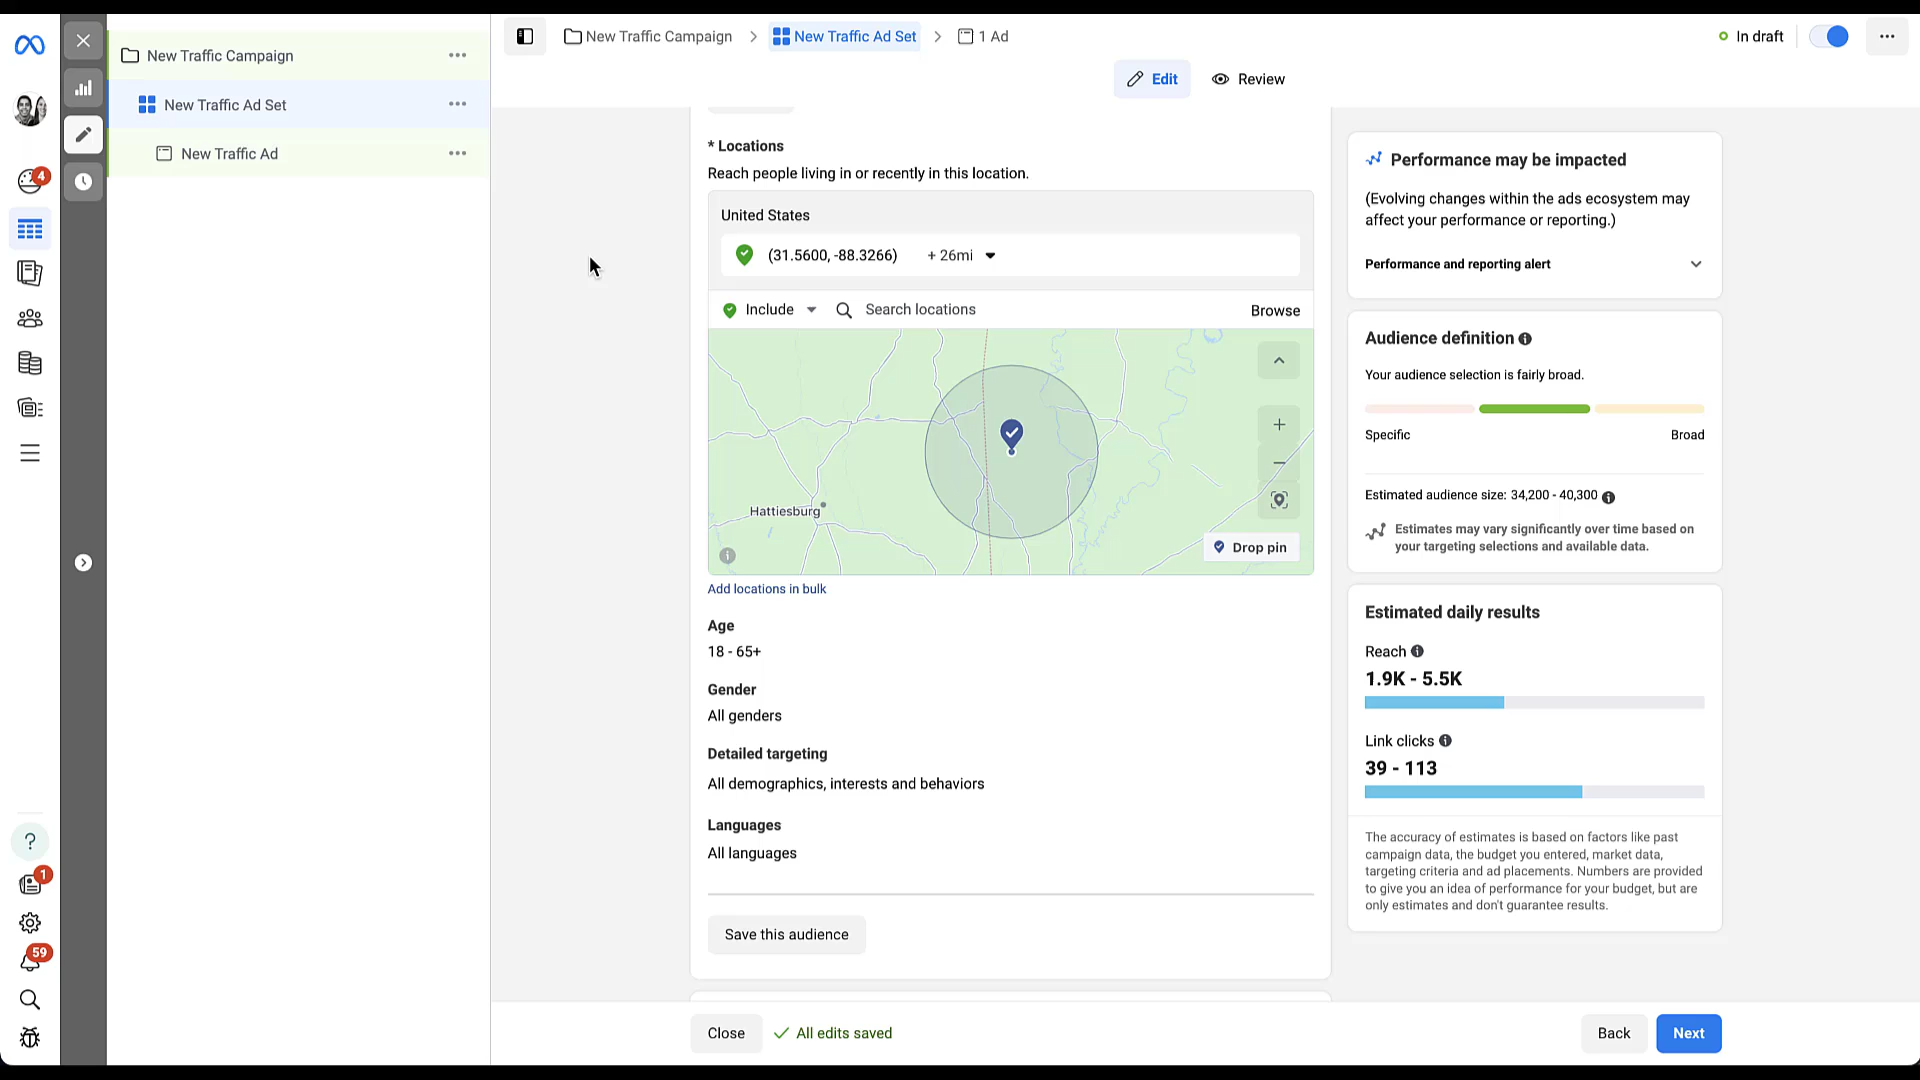 New Traffic Campaign
New Traffic Ad Set
New Traffic Ad
4
1
59
New Traffic Campaign
New Traffic Ad Set
1 Ad
In draft
Edit
Review
* Locations
Reach people living in or recently in this location.
United States
(31.5600, -88.3266) + 26mi
Include
Search locations
Browse
Hattiesburg
Drop pin
Add locations in bulk
Age
18 - 65+
Gender
All genders
Detailed targeting
All demographics, interests and behaviors
Languages
All languages
Save this audience
Performance may be impacted
(Evolving changes within the ads ecosystem may
affect your performance or reporting.)
Performance and reporting alert
Audience definition
Your audience selection is fairly broad.
Specific
Broad
Estimated audience size: 34,200 - 40,300
Estimates may vary significantly over time based on
your targeting selections and available data.
Estimated daily results
Reach
1.9K - 5.5K
Link clicks
39 - 113
The accuracy of estimates is based on factors like past
campaign data, the budget you entered, market data,
targeting criteria and ad placements. Numbers are provided
to give you an idea of performance for your budget, but are
only estimates and don't guarantee results.
Close
All edits saved
Back
Next